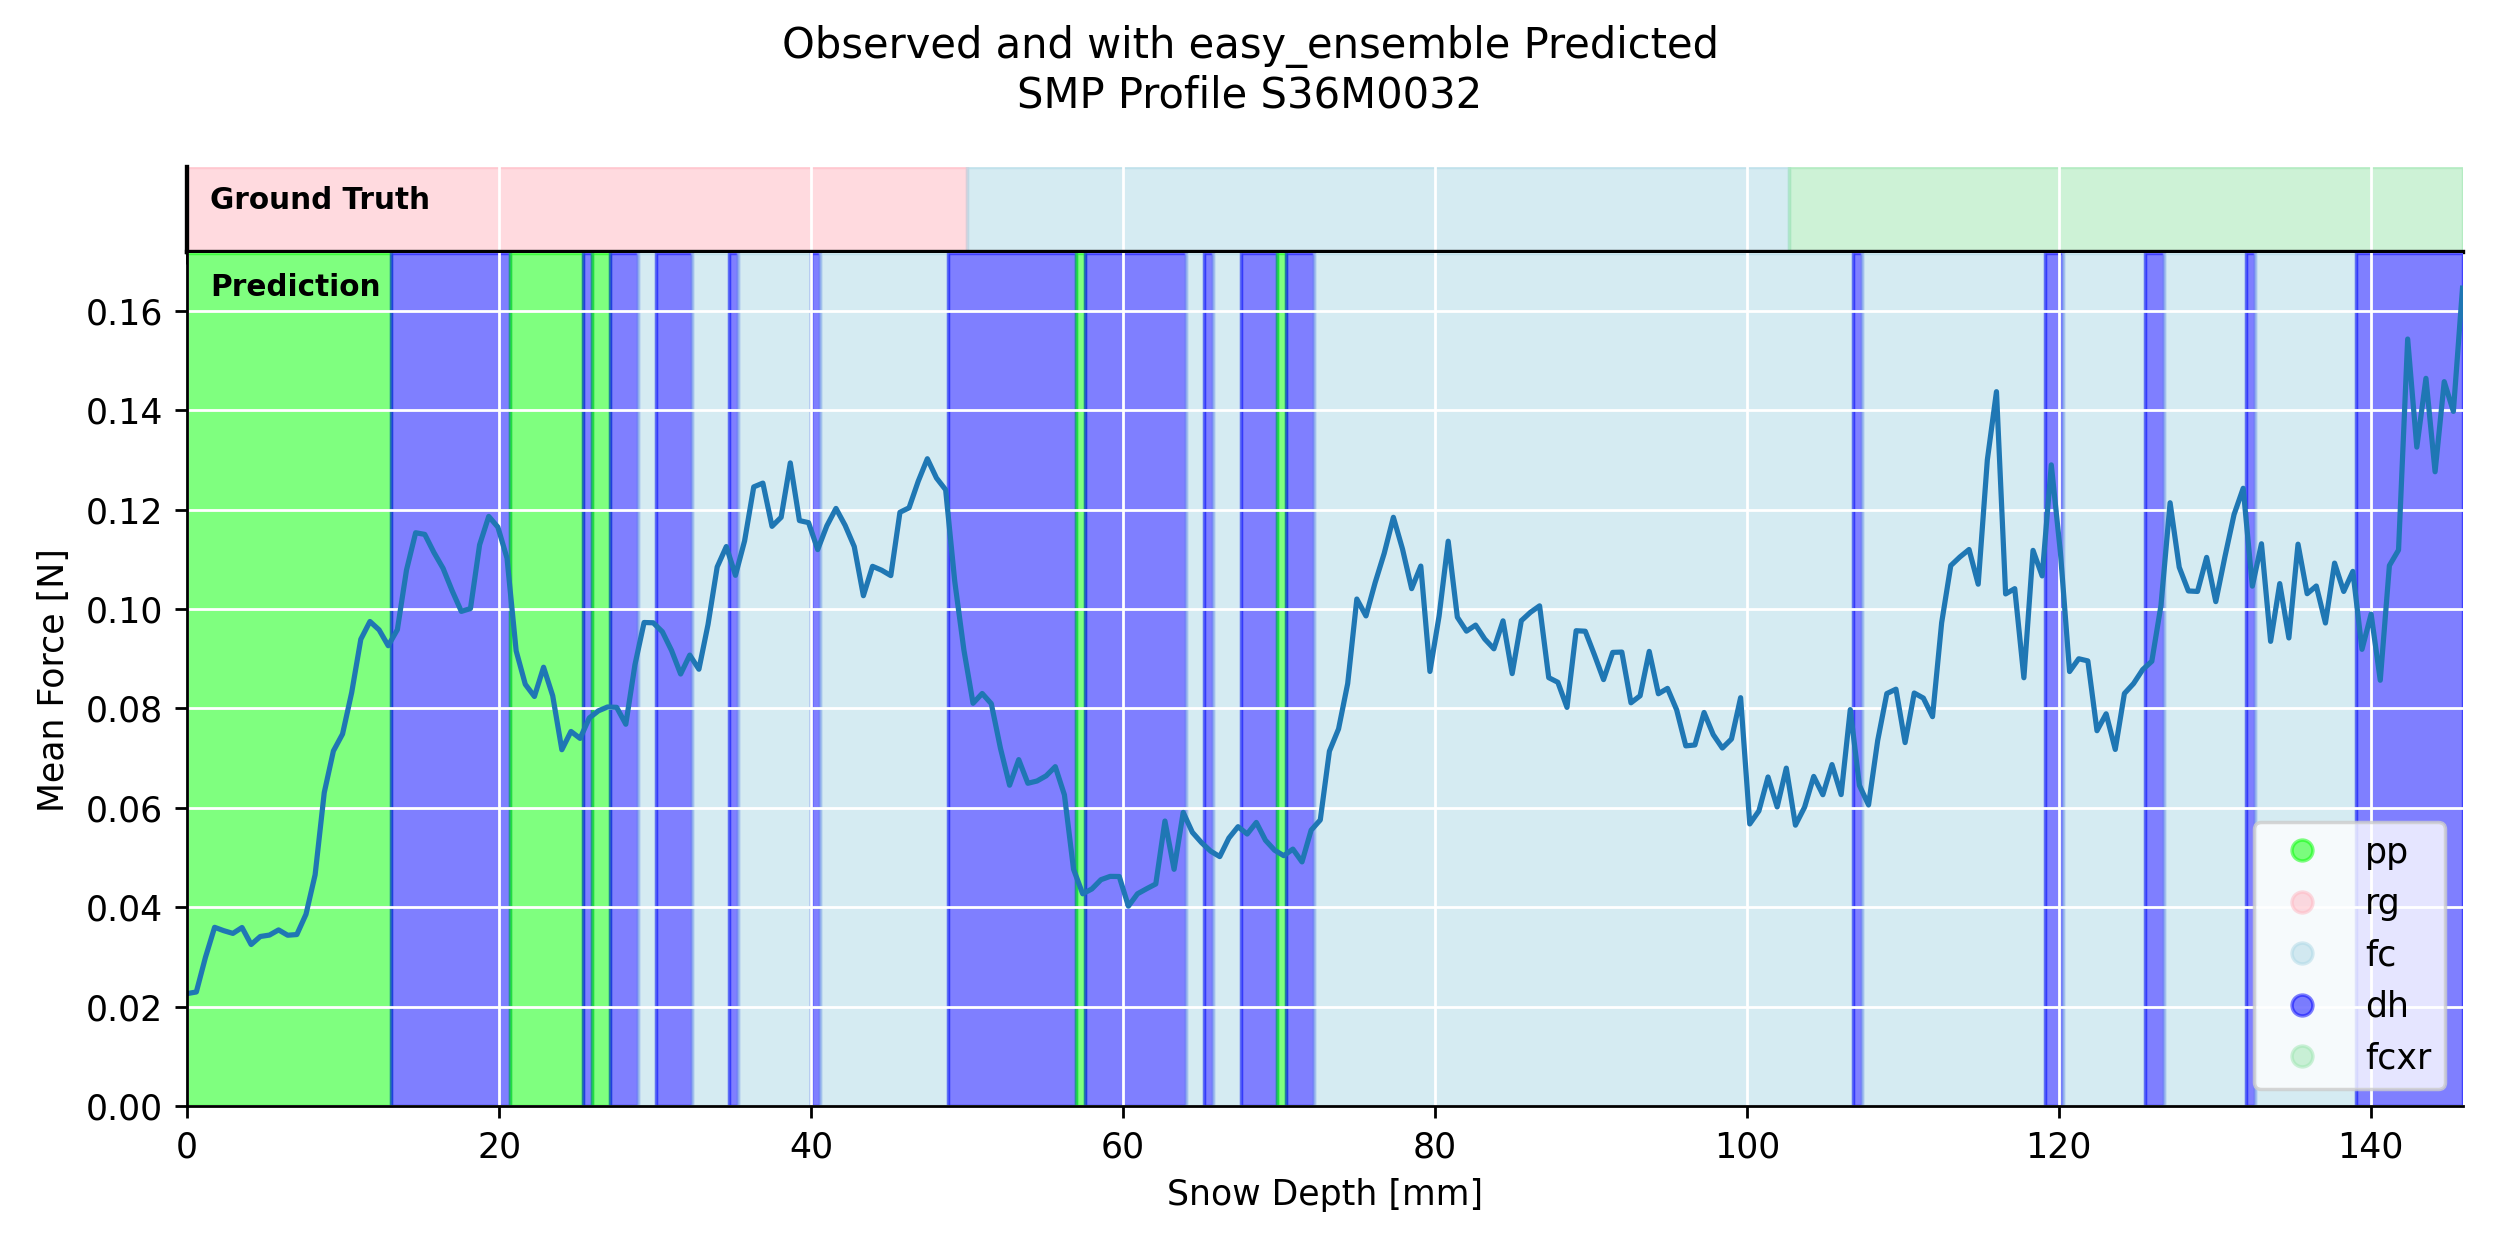 Observed and with easy_ensemble Predicted
SMP Profile S36M0032
Ground Truth
Prediction
0.16
0.14
0.12
0.10
0.08
0.06
0.04
0.02
0.00
Mean Force [N]
pp
rg
fc
dh
fcxr
0 20 40 60 80 100 120 140
Snow Depth [mm]